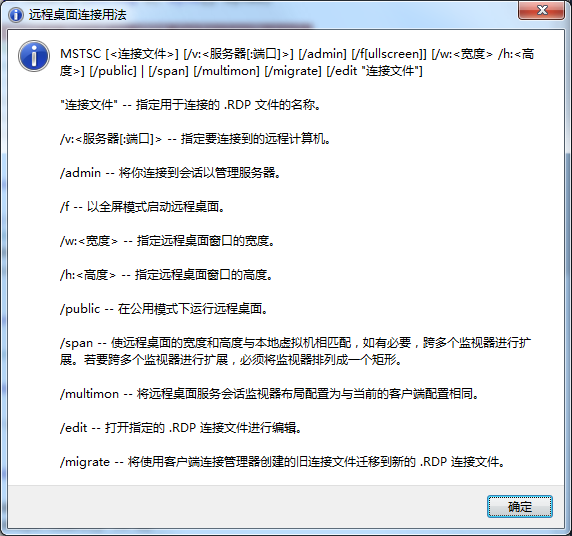 远程桌面连接用法
MSTSC [<连接文件>] [/v:<服务器[:端口]>] [/admin] [/f[ullscreen]] [/w:<宽度> /h:<高
度>] [/public] | [/span] [/multimon] [/migrate] [/edit "连接文件"]
"连接文件" -- 指定用于连接的 .RDP 文件的名称。
/v:<服务器[:端口]> -- 指定要连接到的远程计算机。
/admin -- 将你连接到会话以管理服务器。
/f -- 以全屏模式启动远程桌面。
/w:<宽度> -- 指定远程桌面窗口的宽度。
/h:<高度> -- 指定远程桌面窗口的高度。
/public -- 在公用模式下运行远程桌面。
/span -- 使远程桌面的宽度和高度与本地虚拟机相匹配，如有必要，跨多个监视器进行扩
展。若要跨多个监视器进行扩展，必须将监视器排列成一个矩形。
/multimon -- 将远程桌面服务会话监视器布局配置为与当前的客户端配置相同。
/edit -- 打开指定的 .RDP 连接文件进行编辑。
/migrate -- 将使用客户端连接管理器创建的旧连接文件迁移到新的 .RDP 连接文件。
确定